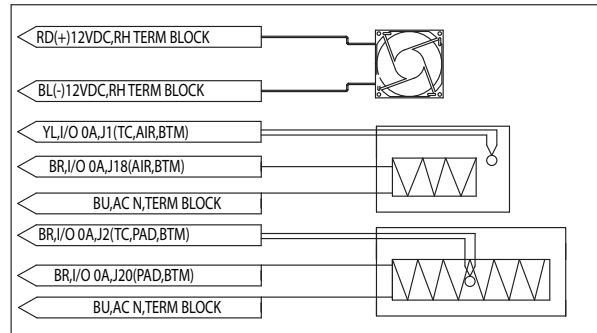 RD(+)12VDC,RH TERM BLOCK
BL(-)12VDC,RH TERM BLOCK
YL,I/O 0A,J1(TC,AIR,BTM)
BR,I/O 0A,J18(AIR,BTM)
BU,AC N,TERM BLOCK
BR,I/O 0A,J2(TC,PAD,BTM)
BR,I/O 0A,J20(PAD,BTM)
BU,AC N,TERM BLOCK